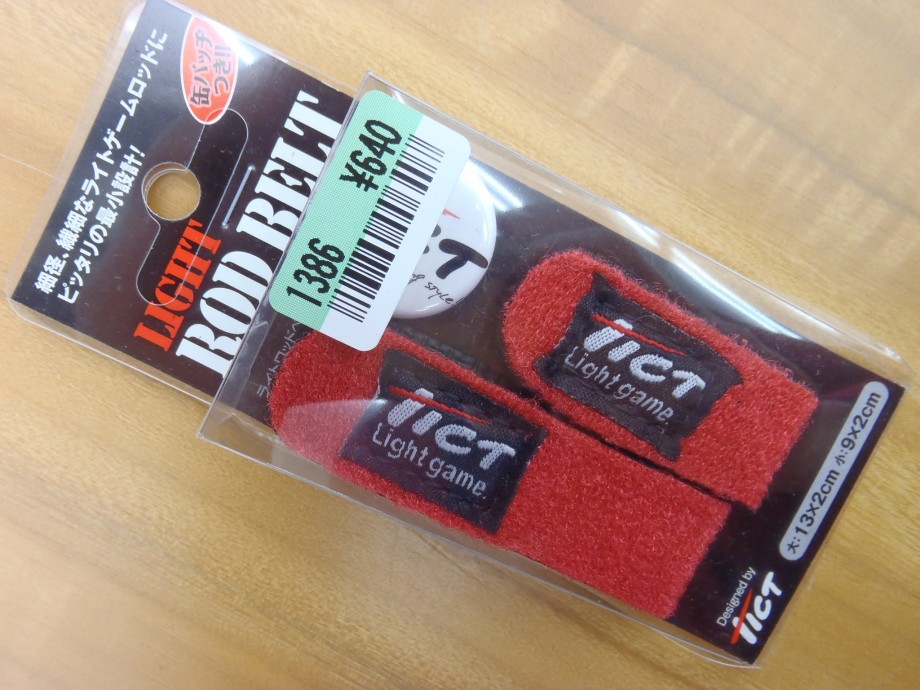 細径、繊細なライトゲームロッドに
ピッタリの最小設計!
缶バッヂ
つき!!
LIGHT
ROD BELT
¥640
1386
style
TICT
Light game.
TICT
Light game.
大:13×2cm 小:9×2cm
Designed by
TICT